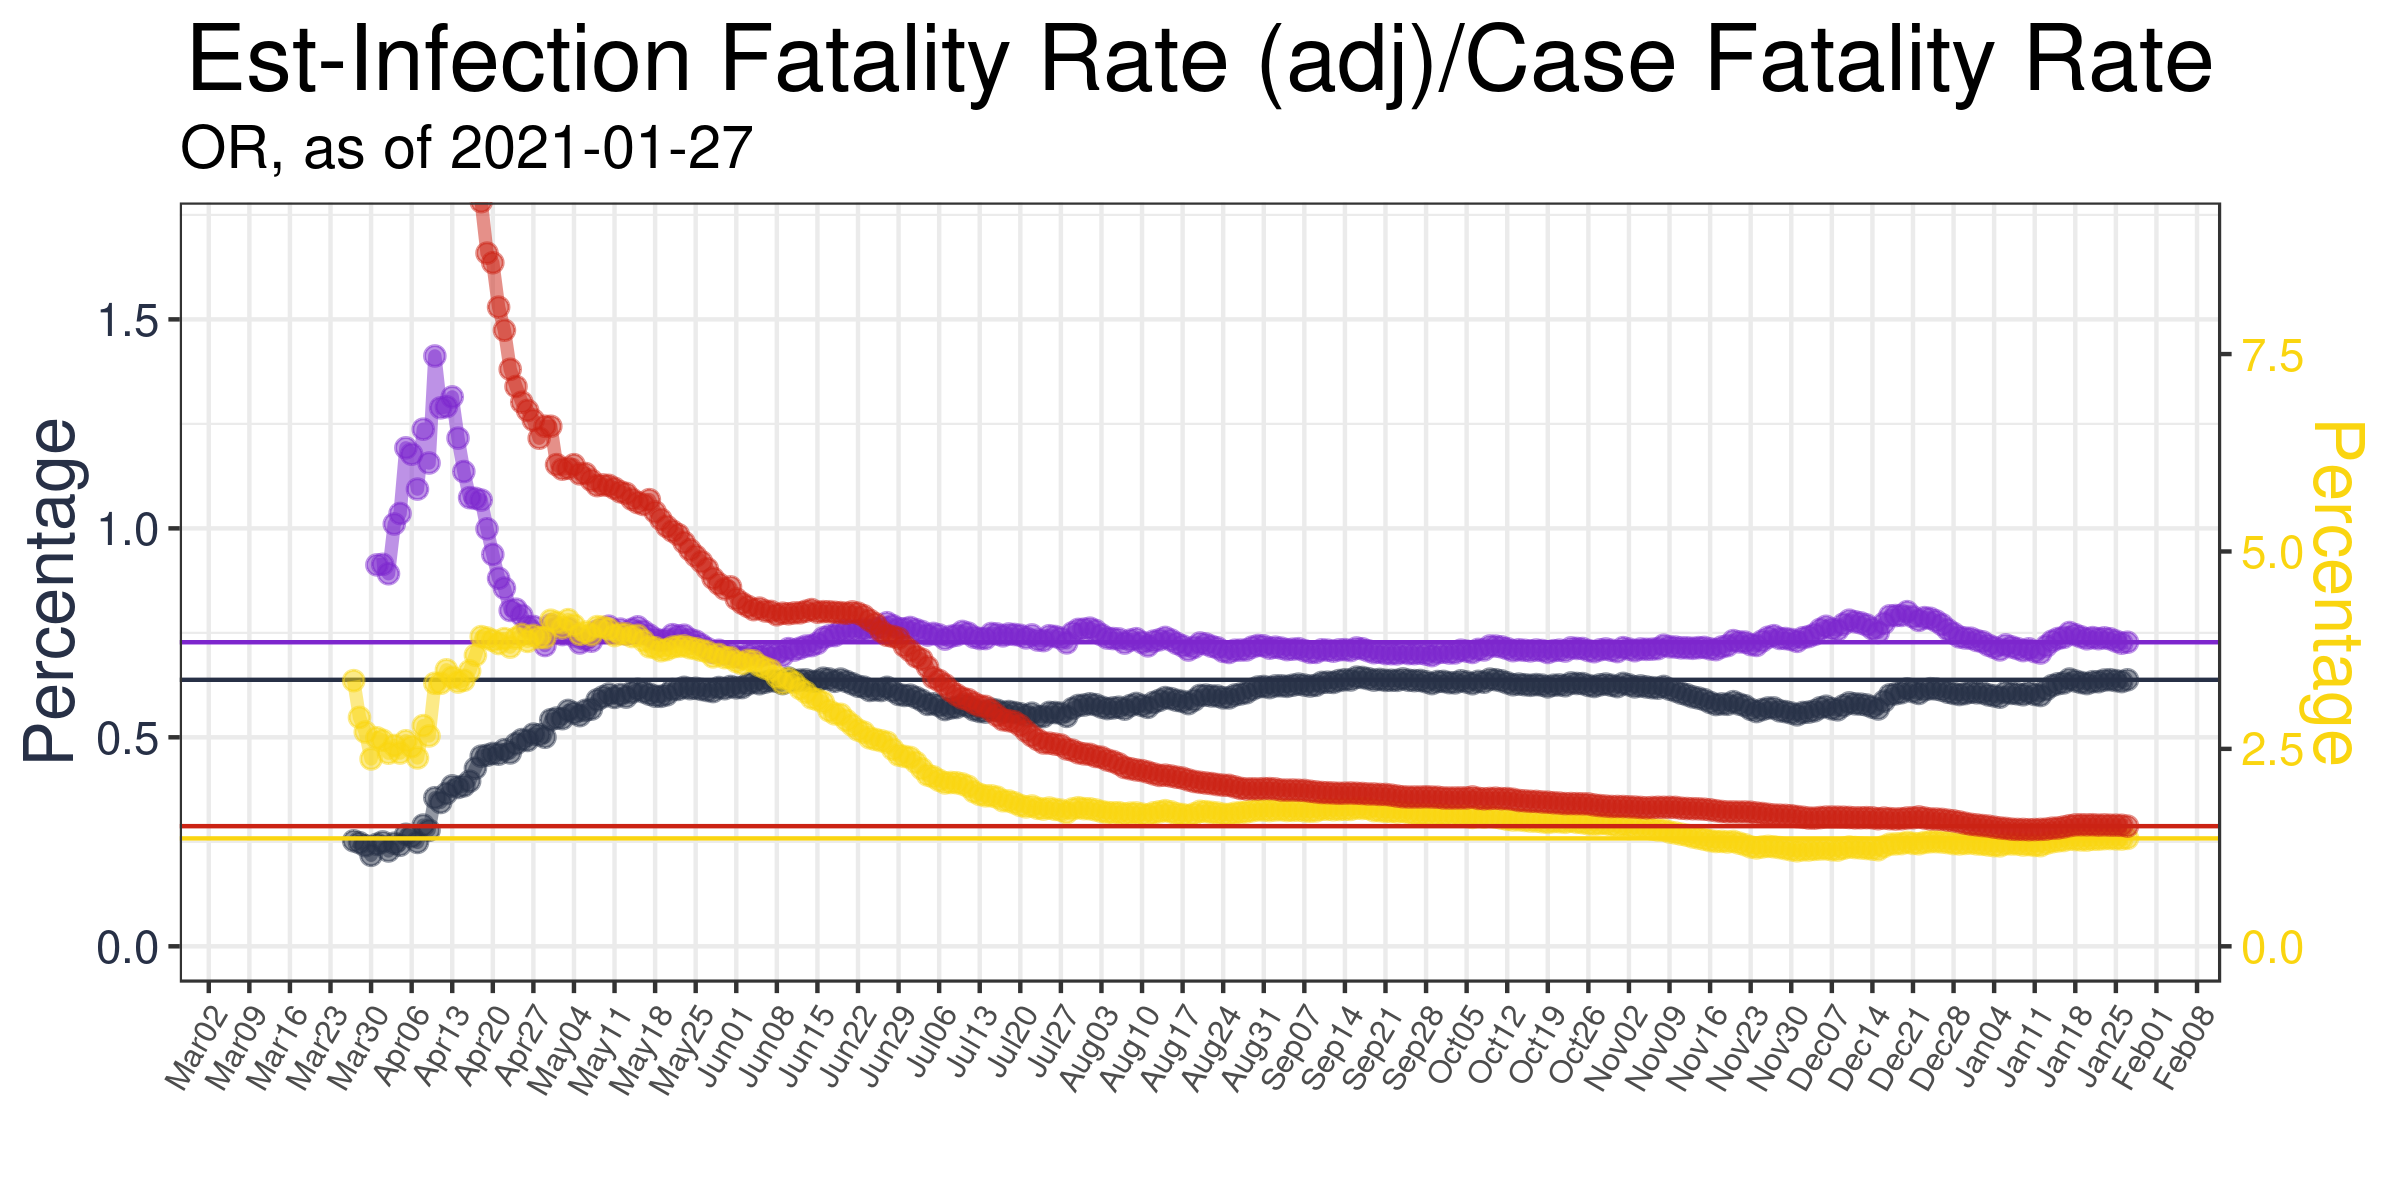 Est-Infection Fatality Rate (adj)/Case Fatality Rate
OR, as of 2021-01-27
Percentage
1.5
1.0
0.5
0.0
7.5
5.0
2.5
0.0
Percentage
Mar02
Mar09
Mar16
Mar23
Mar30
Apr06
Apr13
Apr20
Apr27
May04
May11
May18
May25
Jun01
Jun08
Jun15
Jun22
Jun29
Jul06
Jul13
Jul20
Jul27
Aug03
Aug10
Aug17
Aug24
Aug31
Sep07
Sep14
Sep21
Sep28
Oct05
Oct12
Oct19
Oct26
Nov02
Nov09
Nov16
Nov23
Nov30
Dec07
Dec14
Dec21
Dec28
Jan04
Jan11
Jan18
Jan25
Feb01
Feb08